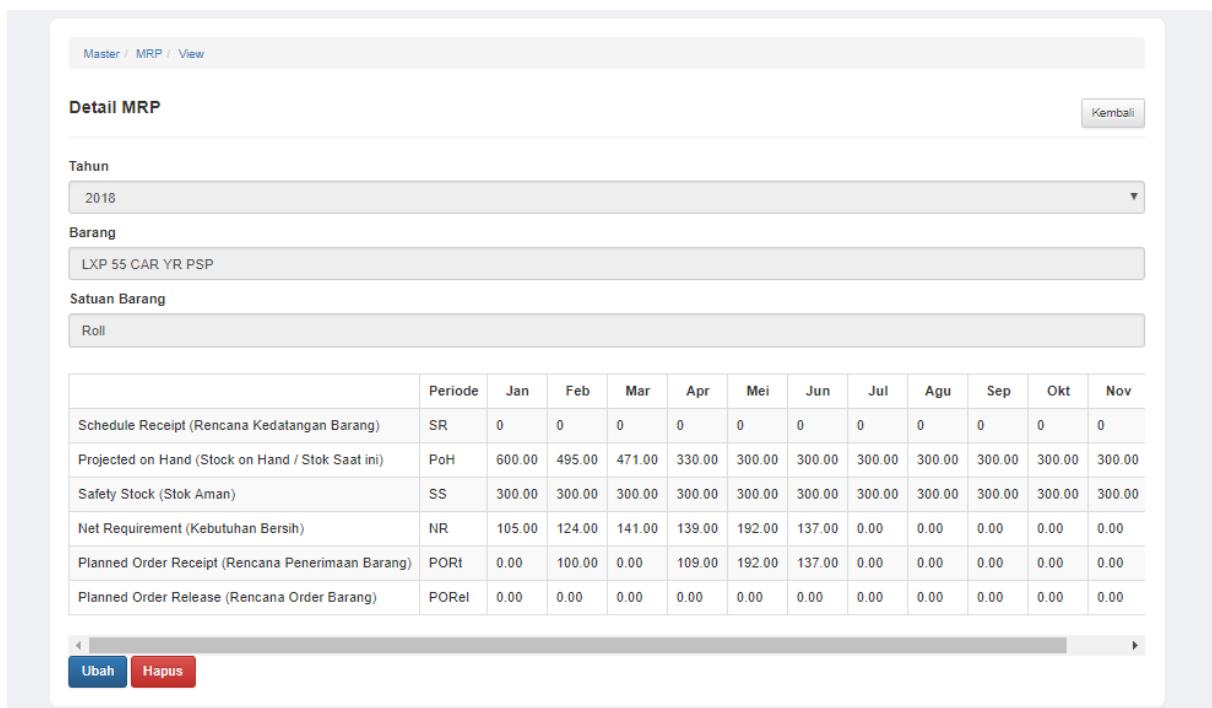 Master / MRP / View
Detail MRP
Kembali
Tahun
2018
Barang
LXP 55 CAR YR PSP
Satuan Barang
Roll
Periode Jan Feb Mar Apr Mei Jun Jul Agu Sep Okt Nov
Schedule Receipt (Rencana Kedatangan Barang) SR 0 0 0 0 0 0 0 0 0 0 0
Projected on Hand (Stock on Hand / Stok Saat ini) PoH 600.00 495.00 471.00 330.00 300.00 300.00 300.00 300.00 300.00 300.00 300.00
Safety Stock (Stok Aman) SS 300.00 300.00 300.00 300.00 300.00 300.00 300.00 300.00 300.00 300.00 300.00
Net Requirement (Kebutuhan Bersih) NR 105.00 124.00 141.00 139.00 192.00 137.00 0.00 0.00 0.00 0.00 0.00
Planned Order Receipt (Rencana Penerimaan Barang) PORt 0.00 100.00 0.00 109.00 192.00 137.00 0.00 0.00 0.00 0.00 0.00
Planned Order Release (Rencana Order Barang) PORel 0.00 0.00 0.00 0.00 0.00 0.00 0.00 0.00 0.00 0.00 0.00
Ubah Hapus